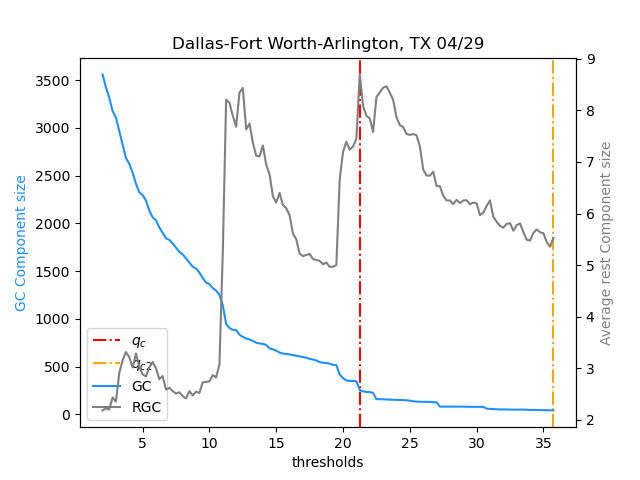 Dallas-Fort Worth-Arlington, TX 04/29
GC Component size
3500
3000
2500
2000
1500
1000
500
0
q_c
q_c2
GC
RGC
5 10 15 20 25 30 35
thresholds
9
8
7
6
5
4
3
2
Average rest Component size